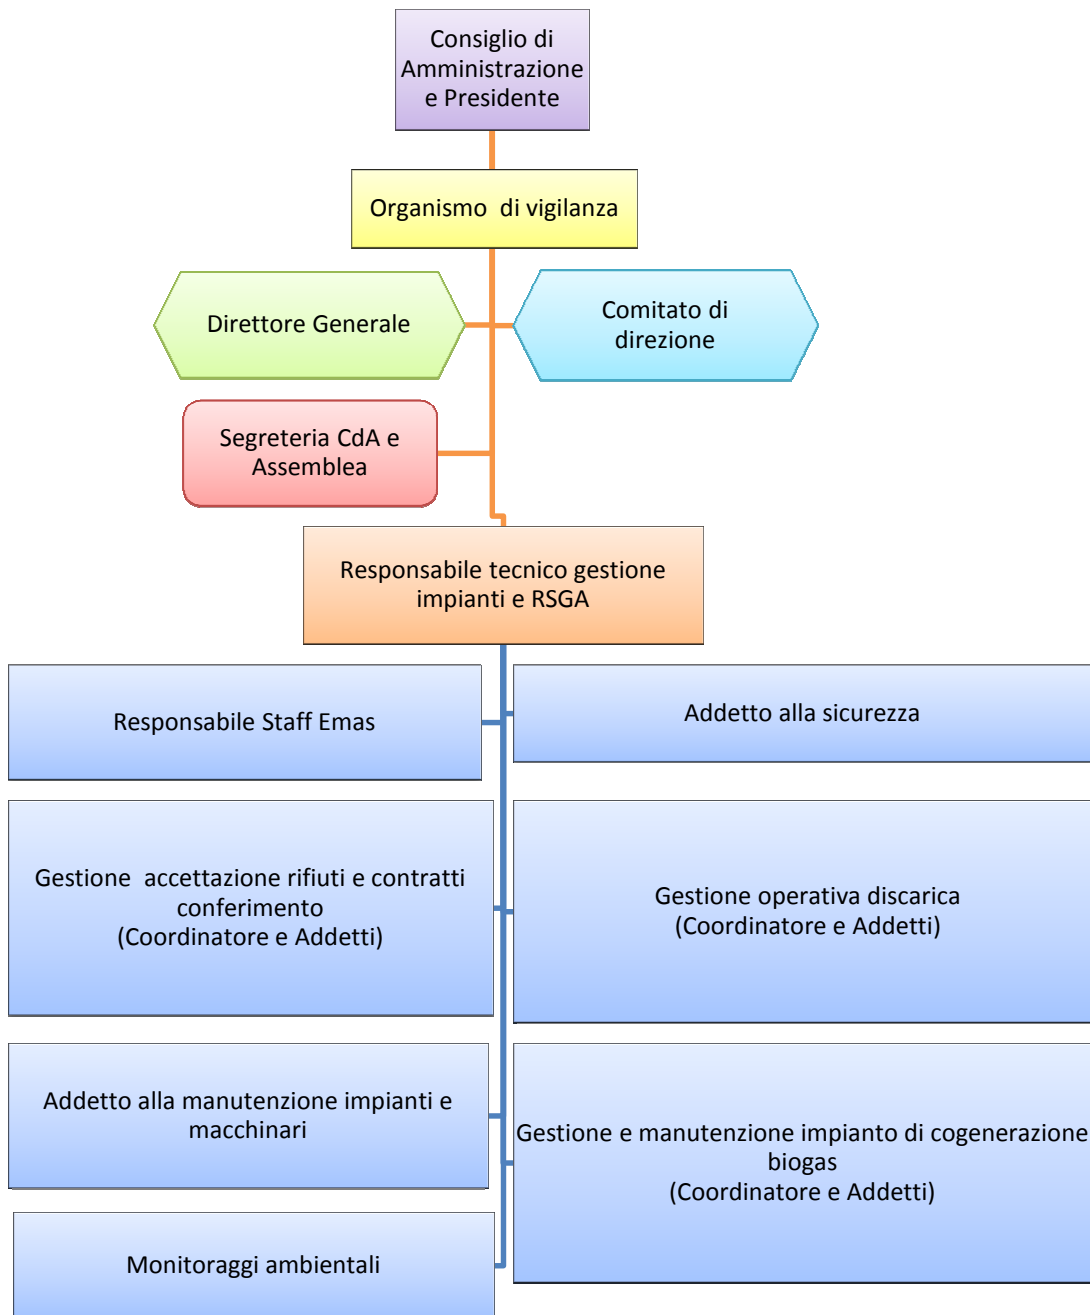 Consiglio di
Amministrazione
e Presidente
Organismo di vigilanza
Direttore Generale
Comitato di
direzione
Segreteria CdA e
Assemblea
Responsabile tecnico gestione
impianti e RSGA
Responsabile Staff Emas
Addetto alla sicurezza
Gestione accettazione rifiuti e contratti
conferimento
(Coordinatore e Addetti)
Gestione operativa discarica
(Coordinatore e Addetti)
Addetto alla manutenzione impianti e
macchinari
Gestione e manutenzione impianto di cogenerazione
biogas
(Coordinatore e Addetti)
Monitoraggi ambientali